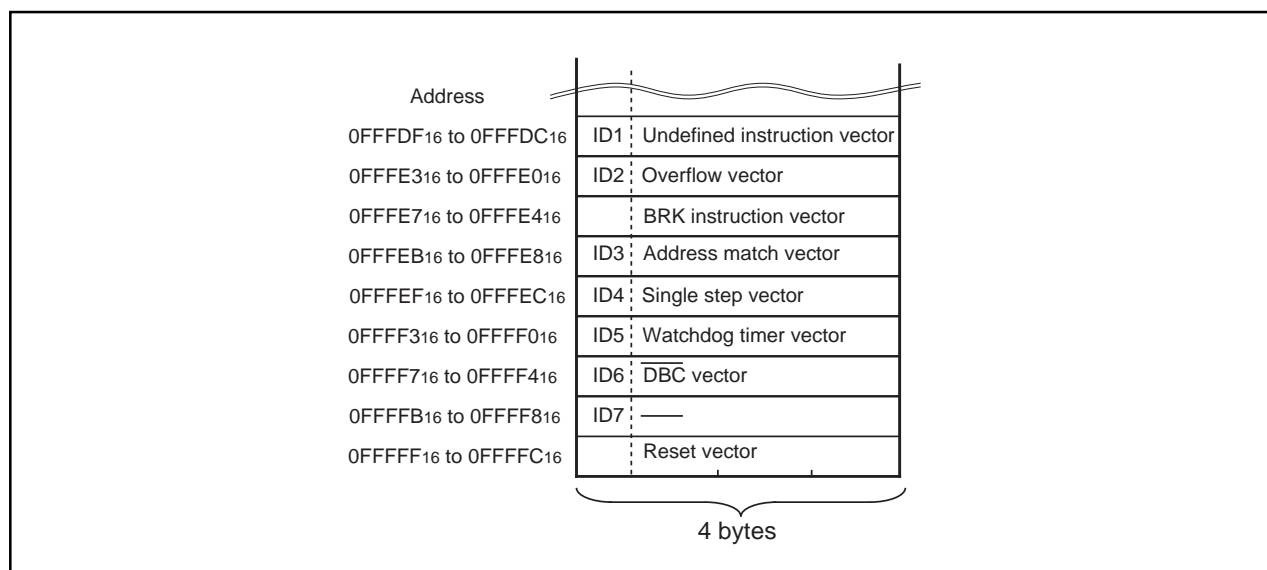 Address
0FFFDF16 to 0FFFDC16 ID1 Undefined instruction vector
0FFFE316 to 0FFFE016 ID2 Overflow vector
0FFFE716 to 0FFFE416 BRK instruction vector
0FFFEB16 to 0FFFE816 ID3 Address match vector
0FFFEF16 to 0FFFEC16 ID4 Single step vector
0FFFF316 to 0FFFF016 ID5 Watchdog timer vector
0FFFF716 to 0FFFF416 ID6 D̅B̅C̅ vector
0FFFFB16 to 0FFFF816 ID7 —
0FFFFF16 to 0FFFFC16 Reset vector
4 bytes